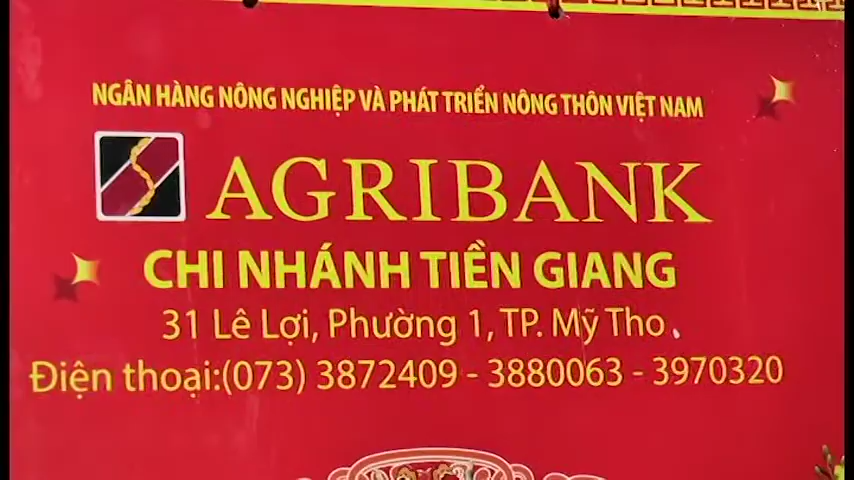 NGÂN HÀNG NÔNG NGHIỆP VÀ PHÁT TRIỂN NÔNG THÔN VIỆT NAM
AGRIBANK
CHI NHÁNH TIỀN GIANG
31 Lê Lợi, Phường 1, TP. Mỹ Tho
Điện thoại:(073) 3872409 - 3880063 - 3970320